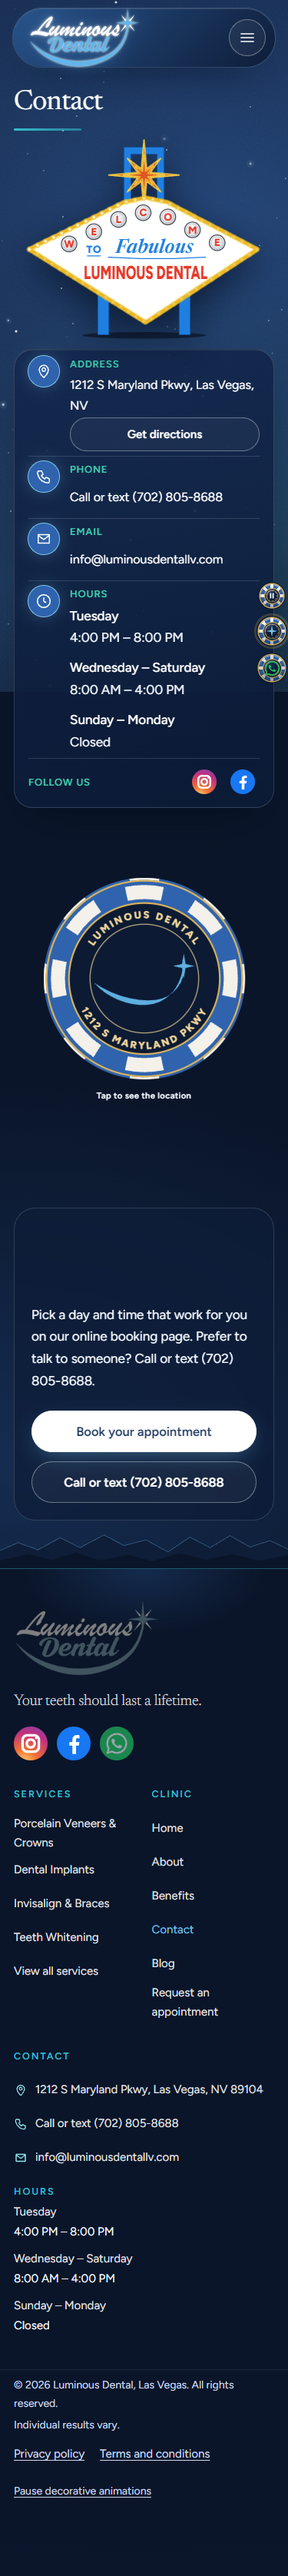 Luminous
Dental
Contact
WELCOME
TO Fabulous
LUMINOUS DENTAL
ADDRESS
1212 S Maryland Pkwy, Las Vegas,
NV
Get directions
PHONE
Call or text (702) 805-8688
EMAIL
info@luminousdentallv.com
HOURS
Tuesday
4:00 PM – 8:00 PM
Wednesday – Saturday
8:00 AM – 4:00 PM
Sunday – Monday
Closed
FOLLOW US
LUMINOUS DENTAL
1212 S MARYLAND PKWY
Tap to see the location
Pick a day and time that work for you
on our online booking page. Prefer to
talk to someone? Call or text (702)
805-8688.
Book your appointment
Call or text (702) 805-8688
Luminous
Dental
Your teeth should last a lifetime.
SERVICES
Porcelain Veneers &
Crowns
Dental Implants
Invisalign & Braces
Teeth Whitening
View all services
CLINIC
Home
About
Benefits
Contact
Blog
Request an
appointment
CONTACT
1212 S Maryland Pkwy, Las Vegas, NV 89104
Call or text (702) 805-8688
info@luminousdentallv.com
HOURS
Tuesday
4:00 PM – 8:00 PM
Wednesday – Saturday
8:00 AM – 4:00 PM
Sunday – Monday
Closed
© 2026 Luminous Dental, Las Vegas. All rights
reserved.
Individual results vary.
Privacy policy Terms and conditions
Pause decorative animations